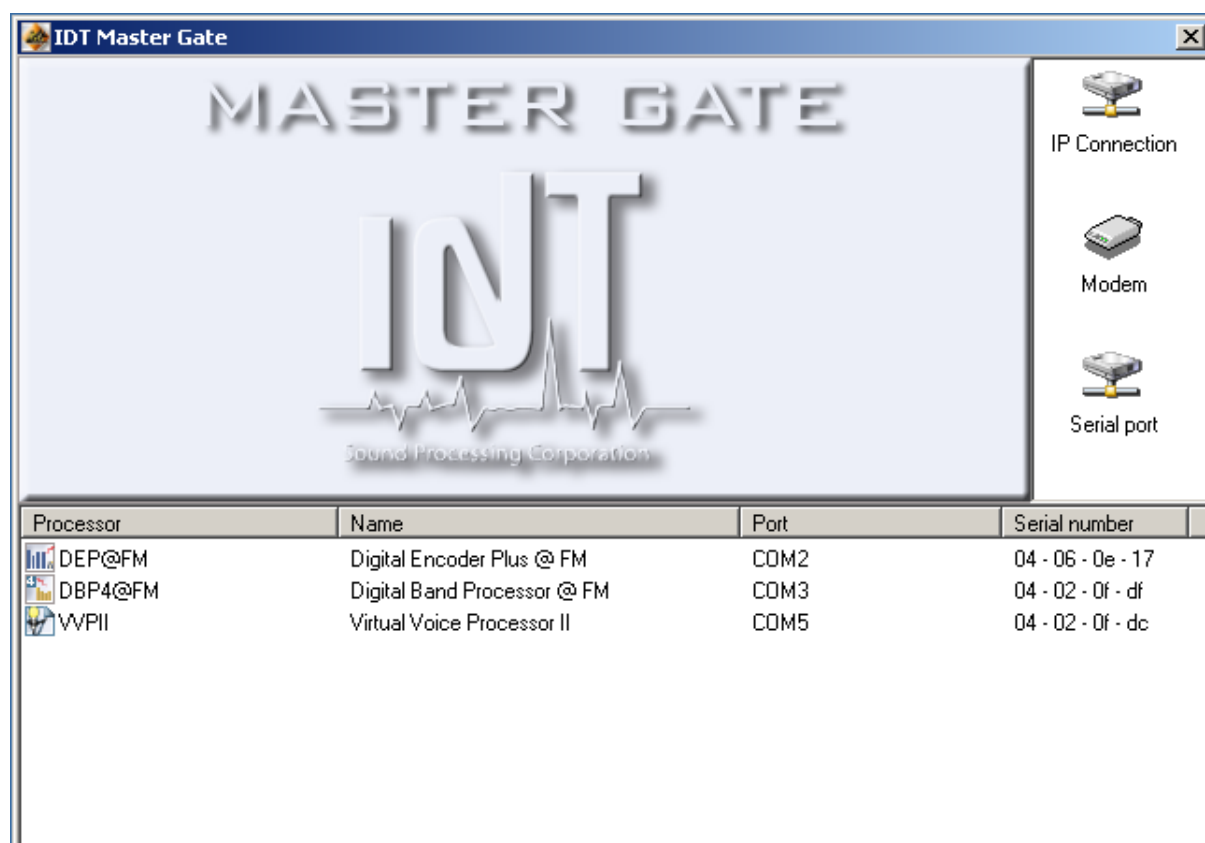 IDT Master Gate
MASTER GATE
IDT
Sound Processing Corporation
IP Connection
Modem
Serial port
Processor Name Port Serial number
DEP@FM Digital Encoder Plus @ FM COM2 04 - 06 - 0e - 17
DBP4@FM Digital Band Processor @ FM COM3 04 - 02 - 0f - df
VVPII Virtual Voice Processor II COM5 04 - 02 - 0f - dc